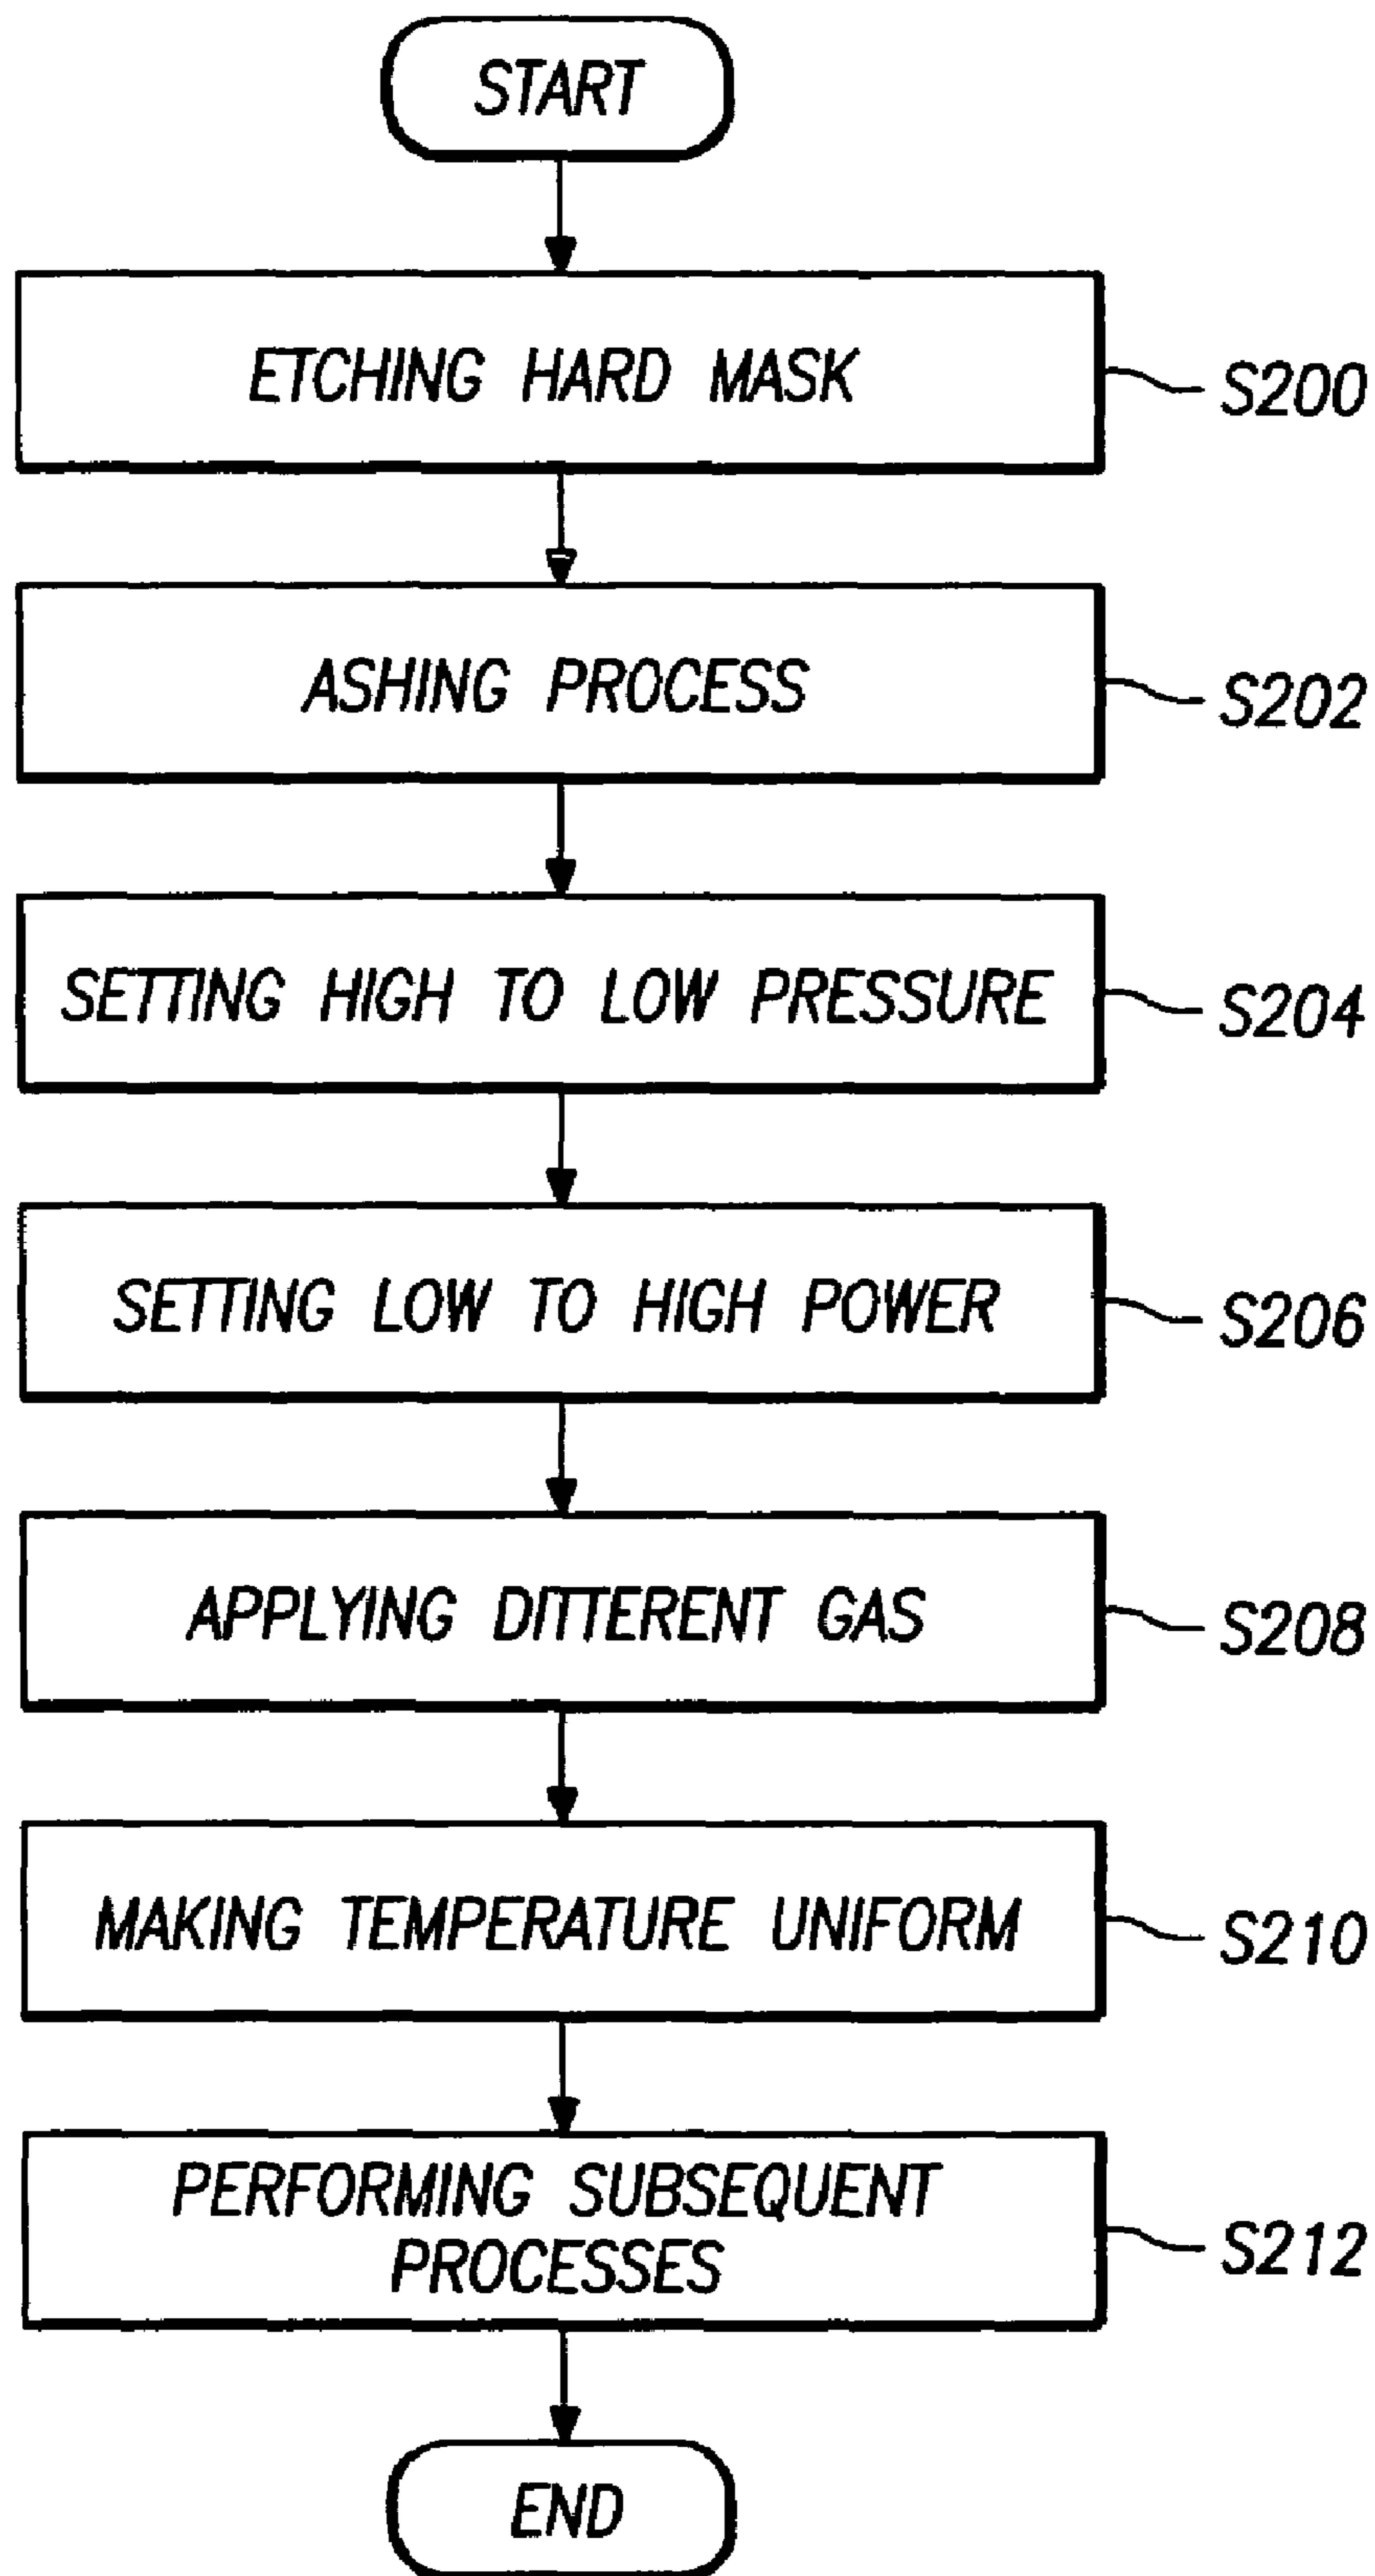 START
ETCHING HARD MASK
S200
ASHING PROCESS
S202
SETTING HIGH TO LOW PRESSURE
S204
SETTING LOW TO HIGH POWER
S206
APPLYING DITTERENT GAS
S208
MAKING TEMPERATURE UNIFORM
S210
PERFORMING SUBSEQUENT
PROCESSES
S212
END